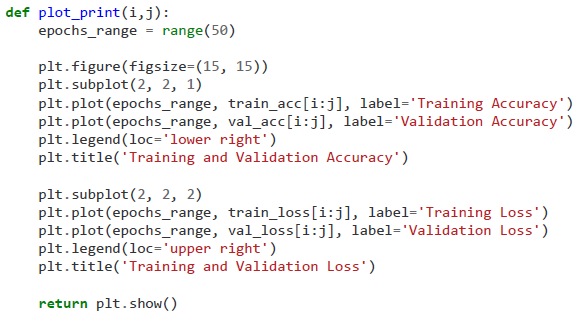 def plot_print(i,j):
    epochs_range = range(50)

    plt.figure(figsize=(15, 15))
    plt.subplot(2, 2, 1)
    plt.plot(epochs_range, train_acc[i:j], label='Training Accuracy')
    plt.plot(epochs_range, val_acc[i:j], label='Validation Accuracy')
    plt.legend(loc='lower right')
    plt.title('Training and Validation Accuracy')

    plt.subplot(2, 2, 2)
    plt.plot(epochs_range, train_loss[i:j], label='Training Loss')
    plt.plot(epochs_range, val_loss[i:j], label='Validation Loss')
    plt.legend(loc='upper right')
    plt.title('Training and Validation Loss')

    return plt.show()